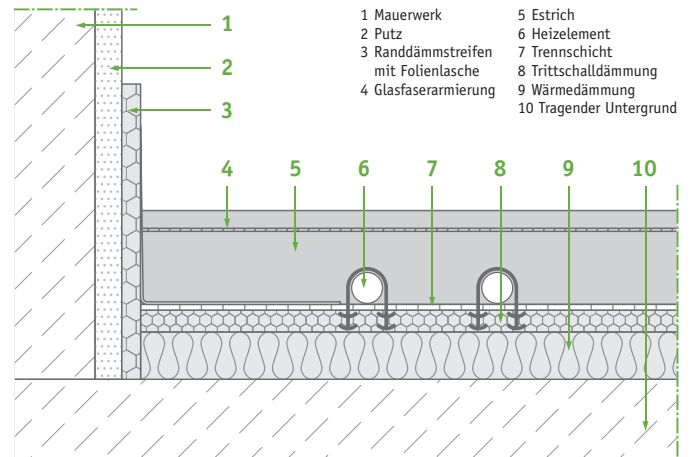 1 Mauerwerk
2 Putz
3 Randdämmstreifen
mit Folienlasche
4 Glasfaserarmierung
5 Estrich
6 Heizelement
7 Trennschicht
8 Trittschalldämmung
9 Wärmedämmung
10 Tragender Untergrund
1
2
3
4 5 6 7 8 9 10